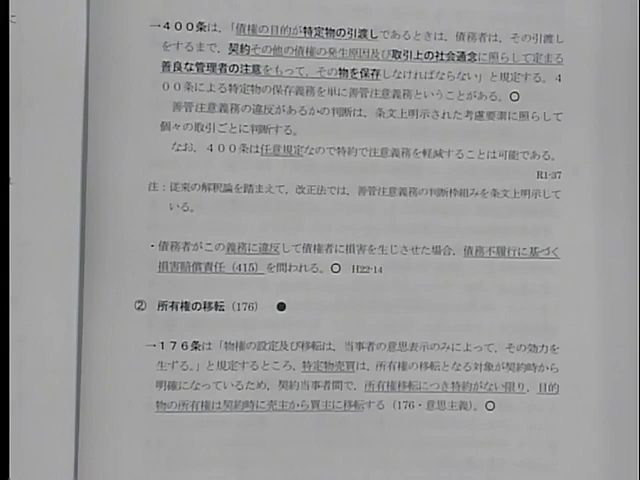 →400条は,「債権の目的が特定物の引渡しであるときは,債務者は,その引渡し
をするまで,契約その他の債権の発生原因及び取引上の社会通念に照らして定まる
善良な管理者の注意をもって,その物を保存しなければならない」と規定する。4
00条による特定物の保存義務を単に善管注意義務ということがある。○
善管注意義務の違反があるかの判断は,条文上明示された考慮要素に照らして
個々の取引ごとに判断する。
なお,400条は任意規定なので特約で注意義務を軽減することは可能である。
R1-37
注:従来の解釈論を踏まえて,改正法では,善管注意義務の判断枠組みを条文上明示して
いる。
・債務者がこの義務に違反して債権者に損害を生じさせた場合,債務不履行に基づく
損害賠償責任(415)を問われる。○ H22-14
② 所有権の移転(176) ●
→176条は「物権の設定及び移転は,当事者の意思表示のみによって,その効力を
生ずる。」と規定するところ,特定物売買は,所有権の移転となる対象が契約時から
明確になっているため,契約当事者間で,所有権移転につき特約がない限り,目的
物の所有権は契約時に売主から買主に移転する(176・意思主義)。○